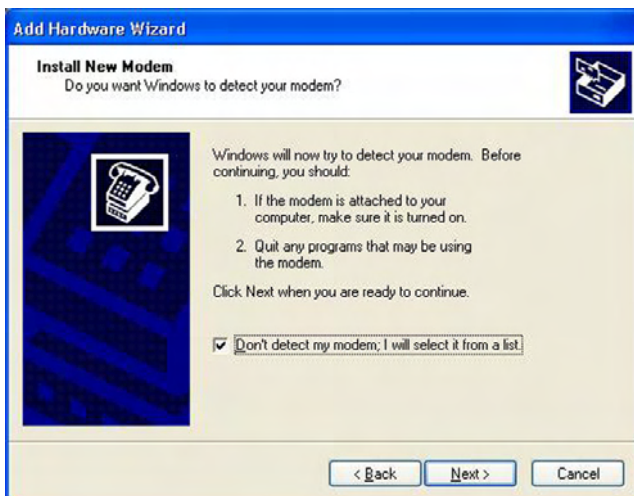 Add Hardware Wizard
Install New Modem
Do you want Windows to detect your modem?
Windows will now try to detect your modem. Before
continuing, you should:
1. If the modem is attached to your
computer, make sure it is turned on.
2. Quit any programs that may be using
the modem.
Click Next when you are ready to continue.
Don't detect my modem; I will select it from a list.
< Back
Next >
Cancel